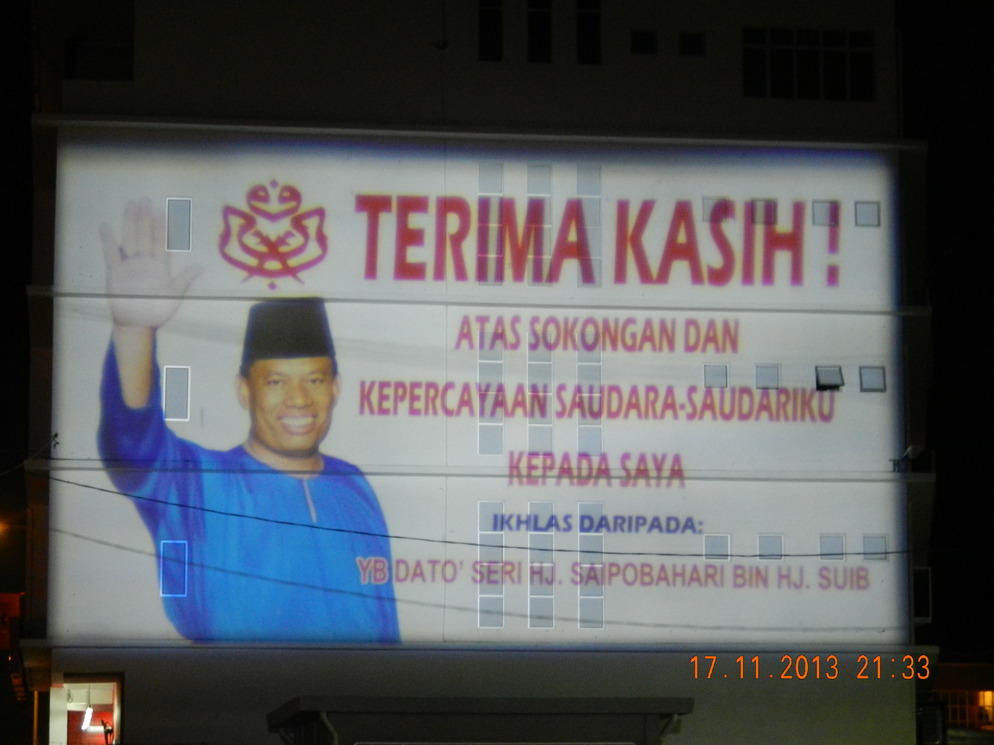 TERIMA KASIH!
ATAS SOKONGAN DAN
KEPERCAYAAN SAUDARA-SAUDARIKU
KEPADA SAYA
IKHLAS DARIPADA:
YB DATO' SERI HJ. SAIPOBAHARI BIN HJ. SUIB
17.11.2013 21:33